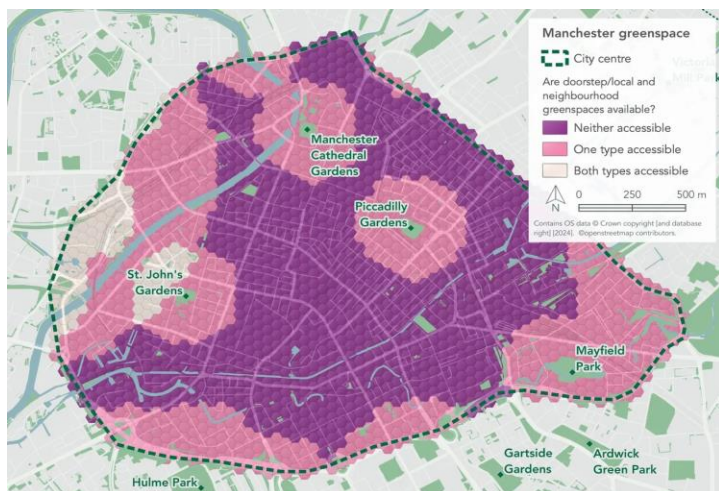 Manchester greenspace
City centre
Are doorstep/local and
neighbourhood
greenspaces available?
Neither accessible
One type accessible
Both types accessible
N
0 250 500 m
Contains OS data © Crown copyright [and database
right] [2024]. ©openstreetmap contributors.
Manchester
Cathedral
Gardens
Piccadilly
Gardens
St. John's
Gardens
Mayfield
Park
Gartside
Gardens
Ardwick
Green Park
Hulme Park